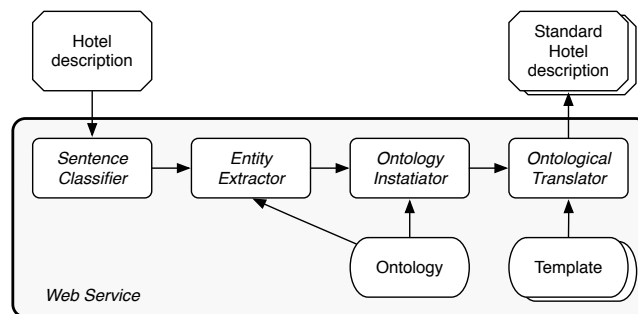 Hotel
description
Standard
Hotel
description
Sentence
Classifier
Entity
Extractor
Ontology
Instatiator
Ontological
Translator
Ontology
Template
Web Service